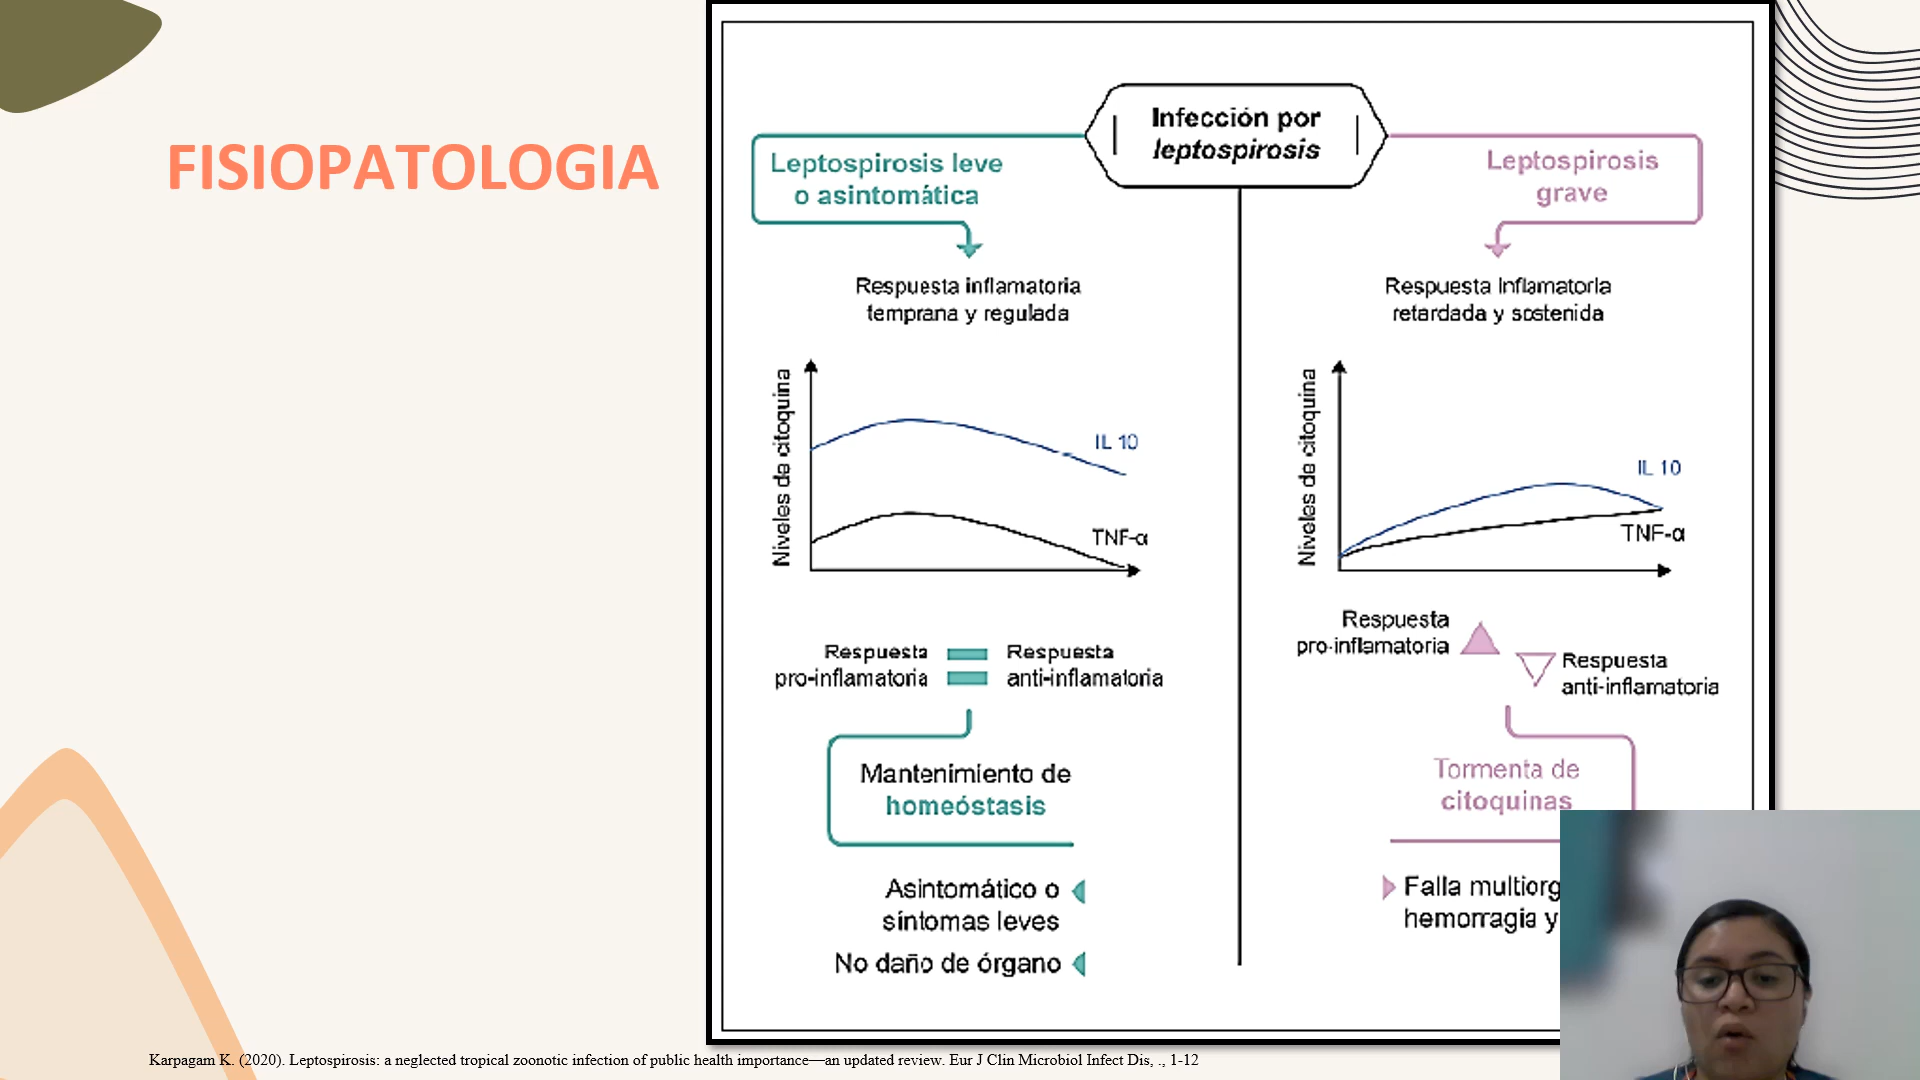 FISIOPATOLOGIA
Infección por
leptospirosis
Leptospirosis leve
o asintomática
Respuesta inflamatoria
temprana y regulada
Niveles de citoquina
IL 10
TNF-α
Respuesta
pro-inflamatoria
Respuesta
anti-inflamatoria
Mantenimiento de
homeóstasis
Asintomático o
síntomas leves
No daño de órgano
Leptospirosis
grave
Respuesta inflamatoria
retardada y sostenida
Niveles de citoquina
IL 10
TNF-α
Respuesta
pro-inflamatoria
Respuesta
anti-inflamatoria
Tormenta de
citoquinas
Falla
hemorragia y
Karpagam K. (2020). Leptospirosis: a neglected tropical zoonotic infection of public health importance—an updated review. Eur J Clin Microbiol Infect Dis, ., 1-12